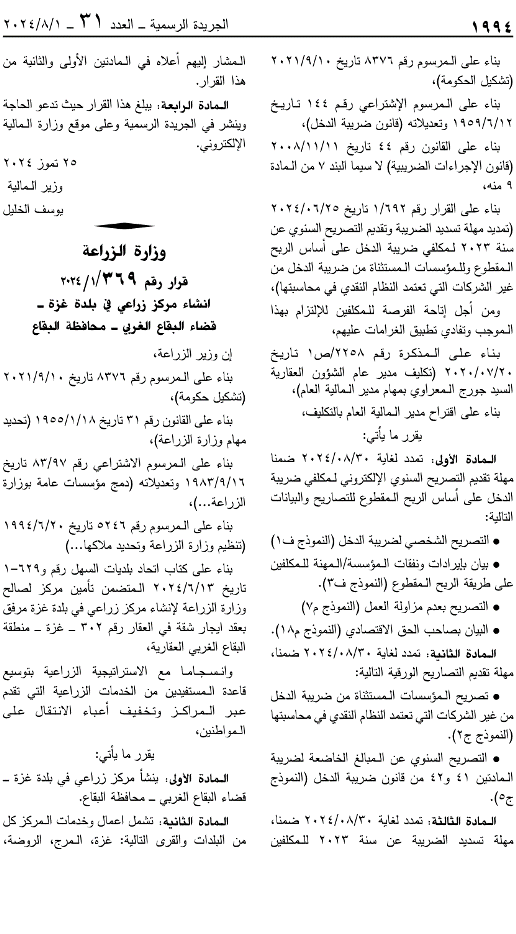 ١٩٩٤
الجريدة الرسمية ــ العدد ٣١ ــ ٢٠٢٤/٨/١
بناء على المرسوم رقم ٨٣٧٦ تاريخ ٢٠٢١/٩/١٠
(تشكيل الحكومة)،
بناء على المرسوم الإشتراعي رقم ١٤٤ تاريخ
١٩٥٩/٦/١٢ وتعديلاته (قانون ضريبة الدخل)،
بناء على القانون رقم ٤٤ تاريخ ٢٠٠٨/١١/١١
(قانون الإجراءات الضريبية) لا سيما البند ٧ من المادة
٩ منه،
بناء على القرار رقم ١/٦٩٢ تاريخ ٢٠٢٤/٠٦/٢٥
(تمديد مهلة تسديد الضريبة وتقديم التصريح السنوي عن
سنة ٢٠٢٣ لمكلفي ضريبة الدخل على أساس الربح
المقطوع وللمؤسسات المستثناة من ضريبة الدخل من
غير الشركات التي تعتمد النظام النقدي في محاسبتها)،
ومن أجل إتاحة الفرصة للمكلفين للإلتزام بهذا
الموجب وتفادي تطبيق الغرامات عليهم،
بناء على المذكرة رقم ٢٢٥٨/ص١ تاريخ
٢٠٢٠/٠٧/٢٠ (تكليف مدير عام الشؤون العقارية
السيد جورج المعراوي بمهام مدير المالية العام)،
بناء على اقتراح مدير المالية العام بالتكليف،
يقرر ما يأتي:
المادة الأولى: تمدد لغاية ٢٠٢٤/٠٨/٣٠ ضمنا
مهلة تقديم التصريح السنوي الإلكتروني لمكلفي ضريبة
الدخل على أساس الربح المقطوع للتصاريح والبيانات
التالية:
● التصريح الشخصي لضريبة الدخل (النموذج ف١)
● بيان بإيرادات ونفقات المؤسسة/المهنة للمكلفين
على طريقة الربح المقطوع (النموذج ف٣).
● التصريح بعدم مزاولة العمل (النموذج م٧)
● البيان بصاحب الحق الاقتصادي (النموذج م١٨).
المادة الثانية: تمدد لغاية ٢٠٢٤/٠٨/٣٠ ضمنا،
مهلة تقديم التصاريح الورقية التالية:
● تصريح المؤسسات المستثناة من ضريبة الدخل
من غير الشركات التي تعتمد النظام النقدي في محاسبتها
(النموذج ج٢).
● التصريح السنوي عن المبالغ الخاضعة لضريبة
المادتين ٤١ و٤٢ من قانون ضريبة الدخل (النموذج
ج٥).
المادة الثالثة: تمدد لغاية ٢٠٢٤/٠٨/٣٠ ضمنا،
مهلة تسديد الضريبة عن سنة ٢٠٢٣ للمكلفين
المشار إليهم أعلاه في المادتين الأولى والثانية من
هذا القرار.
المادة الرابعة: يبلغ هذا القرار حيث تدعو الحاجة
وينشر في الجريدة الرسمية وعلى موقع وزارة المالية
الإلكتروني.
٢٥ تموز ٢٠٢٤
وزير المالية
يوسف الخليل
وزارة الزراعة
قرار رقم ٢٠٢٤/١/٣٦٩
انشاء مركز زراعي في بلدة غزة ــ
قضاء البقاع الغربي ــ محافظة البقاع
إن وزير الزراعة،
بناء على المرسوم رقم ٨٣٧٦ تاريخ ٢٠٢١/٩/١٠
(تشكيل حكومة)،
بناء على القانون رقم ٣١ تاريخ ١٩٥٥/١/١٨ (تحديد
مهام وزارة الزراعة)،
بناء على المرسوم الاشتراعي رقم ٨٣/٩٧ تاريخ
١٩٨٣/٩/١٦ وتعديلاته (دمج مؤسسات عامة بوزارة
الزراعة...)،
بناء على المرسوم رقم ٥٢٤٦ تاريخ ١٩٩٤/٦/٢٠
(تنظيم وزارة الزراعة وتحديد ملاكها...)
بناء على كتاب اتحاد بلديات السهل رقم و٦٢٩-١
تاريخ ٢٠٢٤/٦/١٣ المتضمن تأمين مركز لصالح
وزارة الزراعة لإنشاء مركز زراعي في بلدة غزة مرفق
بعقد ايجار شقة في العقار رقم ٣٠٢ ــ غزة ــ منطقة
البقاع الغربي العقارية،
وانسجاما مع الاستراتيجية الزراعية بتوسيع
قاعدة المستفيدين من الخدمات الزراعية التي تقدم
عبر المراكز وتخفيف أعباء الانتقال على
المواطنين،
يقرر ما يأتي:
المادة الأولى: ينشأ مركز زراعي في بلدة غزة ــ
قضاء البقاع الغربي ــ محافظة البقاع.
المادة الثانية: تشمل اعمال وخدمات المركز كل
من البلدات والقرى التالية: غزة، المرج، الروضة،